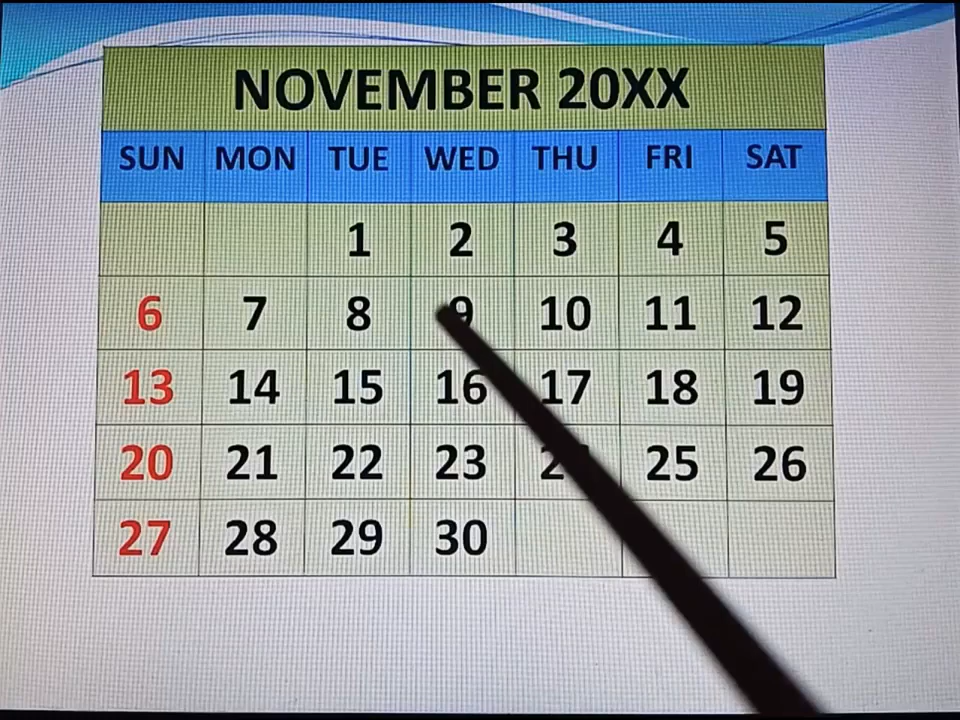 NOVEMBER 20XX
SUN MON TUE WED THU FRI SAT
1 2 3 4 5
6 7 8 9 10 11 12
13 14 15 16 17 18 19
20 21 22 23 25 26
27 28 29 30